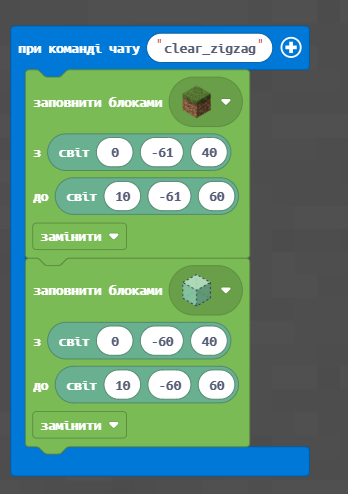 при команді чату "clear_zigzag"
заповнити блоками
з світ 0 -61 40
до світ 10 -61 60
замінити
заповнити блоками
з світ 0 -60 40
до світ 10 -60 60
замінити